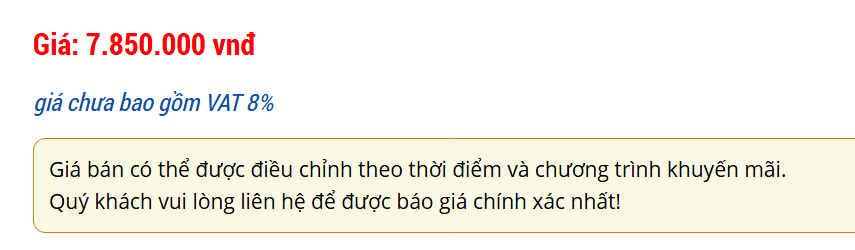 Giá: 7.850.000 vnđ
giá chưa bao gồm VAT 8%
Giá bán có thể được điều chỉnh theo thời điểm và chương trình khuyến mãi.
Quý khách vui lòng liên hệ để được báo giá chính xác nhất!